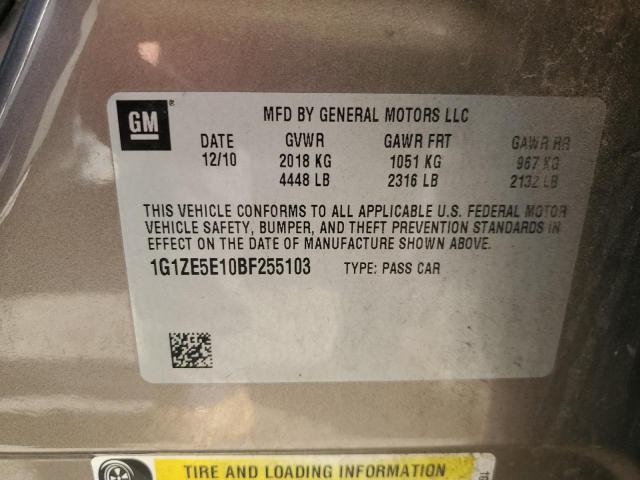 GM ® MFD BY GENERAL MOTORS LLC
DATE GVWR GAWR FRT GAWR RR
12/10 2018 KG 1051 KG 967 KG
4448 LB 2316 LB 2132 LB
THIS VEHICLE CONFORMS TO ALL APPLICABLE U.S. FEDERAL MOTOR
VEHICLE SAFETY, BUMPER, AND THEFT PREVENTION STANDARDS IN
EFFECT ON THE DATE OF MANUFACTURE SHOWN ABOVE.
1G1ZE5E10BF255103 TYPE: PASS CAR
TIRE AND LOADING INFORMATION